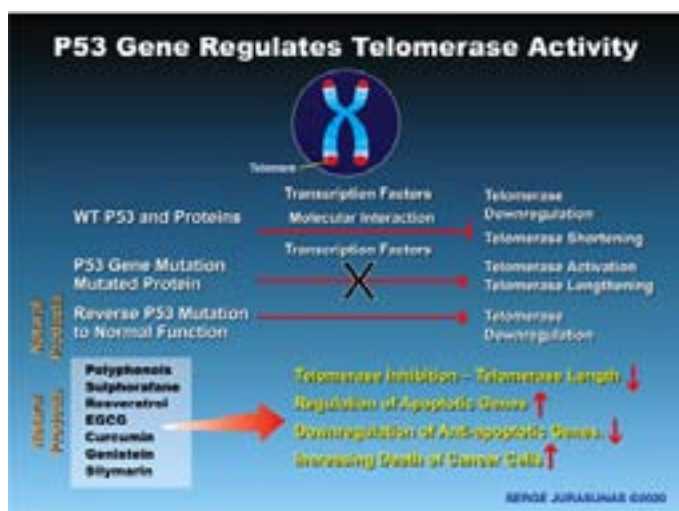 P53 Gene Regulates Telomerase Activity
Telomere
Transcription Factors
WT P53 and Proteins
Molecular Interaction
Telomerase
Downregulation
Telomerase Shortening
Transcription Factors
P53 Gene Mutation
Mutated Protein
Telomerase Activation
Telomerase Lengthening
Reverse P53 Mutation
to Normal Function
Telomerase
Downregulation
Natural
Products
Polyphenols
Sulphorafane
Resveratrol
EGCG
Curcumin
Genistein
Silymarin
Natural
Products
Telomerase Inhibition – Telomerase Length ↓
Regulation of Apoptotic Genes ↑
Downregulation of Anti-apoptotic Genes ↓
Increasing Death of Cancer Cells ↑
SERGE JURASUNAS ©2020